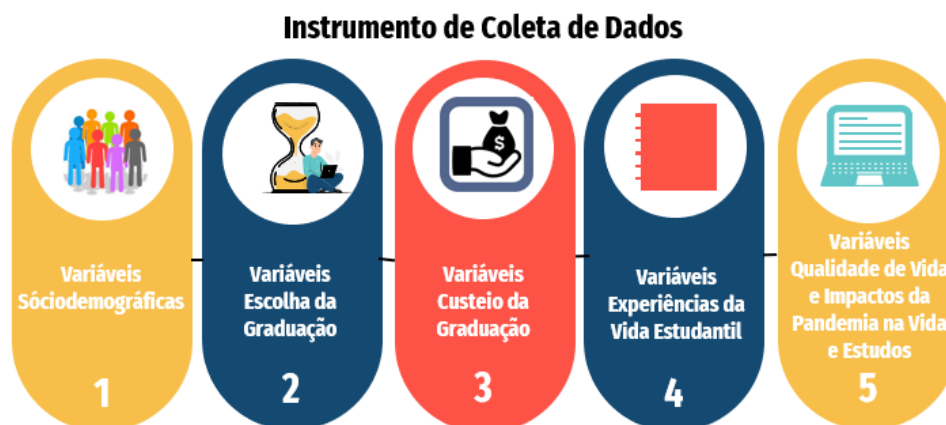 Instrumento de Coleta de Dados
Variáveis
Sóciodemográficas
1
Variáveis
Escolha da
Graduação
2
$
Variáveis
Custeio da
Graduação
3
Variáveis
Experiências da
Vida Estudantil
4
Variáveis
Qualidade de Vida
e Impactos da
Pandemia na Vida
e Estudos
5